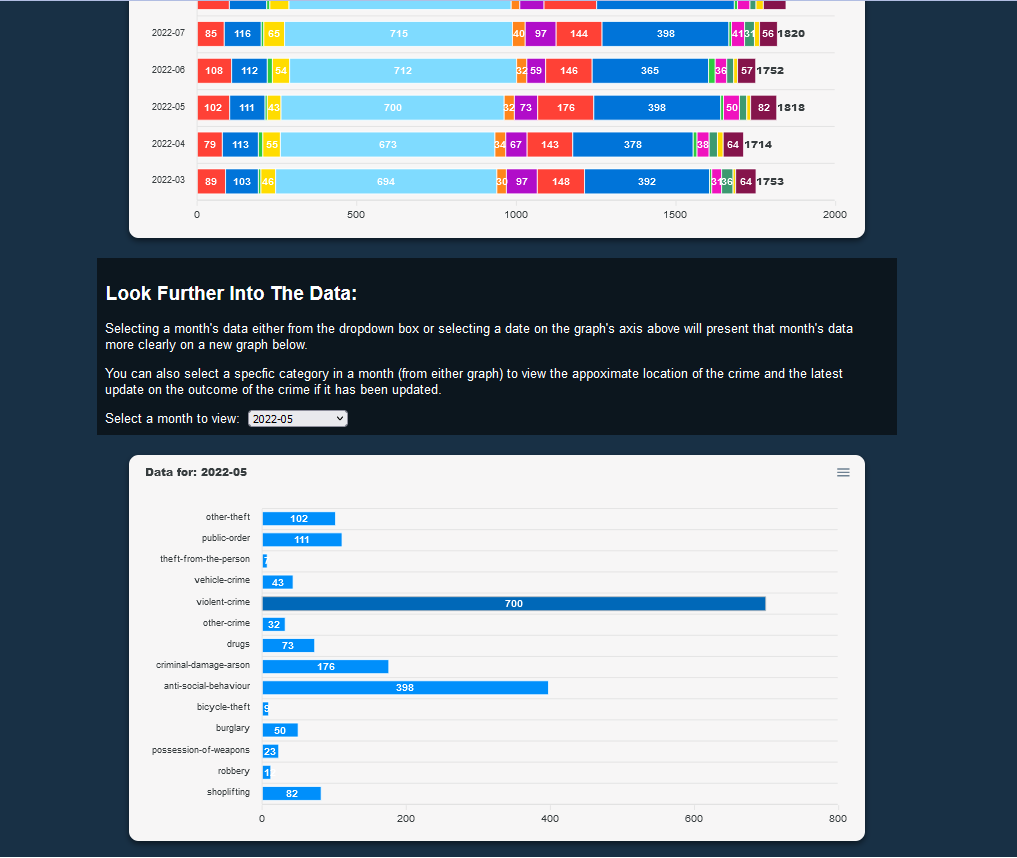 2022-07 85 116 65 715 40 97 144 398 41 31 56 1820
2022-06 108 112 54 712 32 59 146 365 36 57 1752
2022-05 102 111 43 700 32 73 176 398 50 82 1818
2022-04 79 113 55 673 34 67 143 378 38 64 1714
2022-03 89 103 46 694 30 97 148 392 31 36 64 1753
0 500 1000 1500 2000
Look Further Into The Data:
Selecting a month's data either from the dropdown box or selecting a date on the graph's axis above will present that month's data
more clearly on a new graph below.
You can also select a specfic category in a month (from either graph) to view the appoximate location of the crime and the latest
update on the outcome of the crime if it has been updated.
Select a month to view: 2022-05
Data for: 2022-05
other-theft 102
public-order 111
theft-from-the-person 7
vehicle-crime 43
violent-crime 700
other-crime 32
drugs 73
criminal-damage-arson 176
anti-social-behaviour 398
bicycle-theft 9
burglary 50
possession-of-weapons 23
robbery
shoplifting 82
0 200 400 600 800